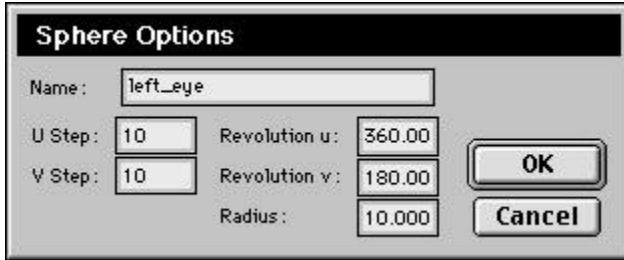 Sphere Options
Name: left_eye
U Step: 10 Revolution u: 360.00
V Step: 10 Revolution v: 180.00
OK
Radius: 10.000
Cancel